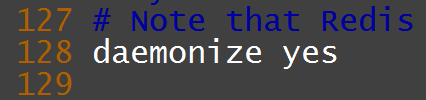 127 # Note that Redis
128 daemonize yes
129